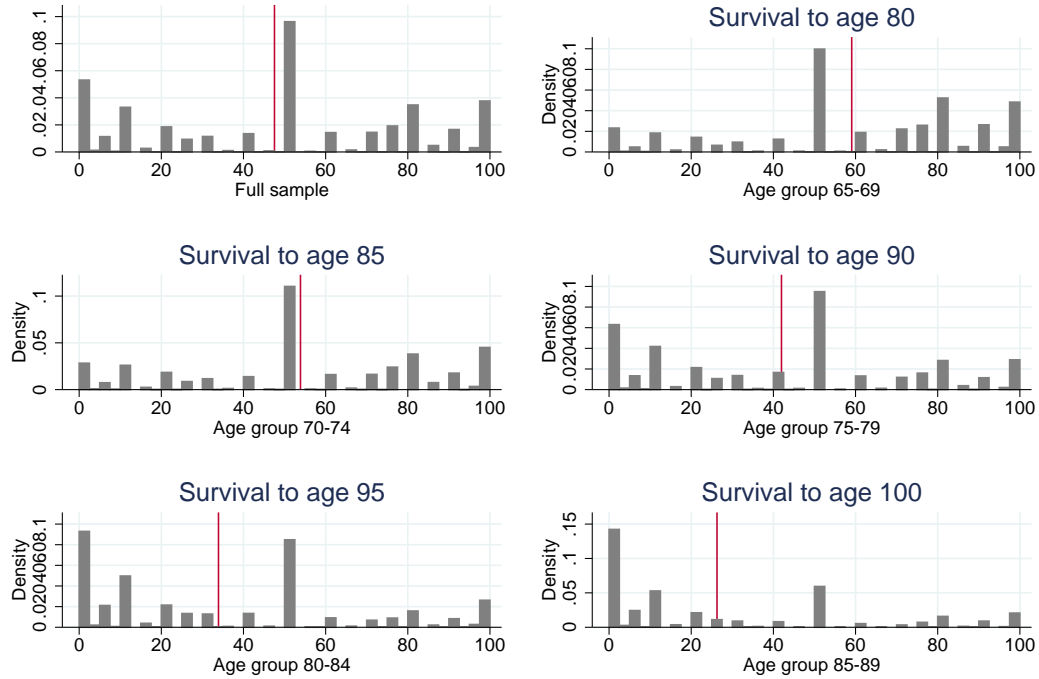 0 .02 .04 .06 .08 .1
0 20 40 60 80 100
Full sample
Survival to age 80
Density
0 .02 .04 .06 .08 .1
0 20 40 60 80 100
Age group 65-69
Survival to age 85
Density
0 .05 .1
0 20 40 60 80 100
Age group 70-74
Survival to age 90
Density
0 .02 .04 .06 .08 .1
0 20 40 60 80 100
Age group 75-79
Survival to age 95
Density
0 .02 .04 .06 .08 .1
0 20 40 60 80 100
Age group 80-84
Survival to age 100
Density
0 .05 .1 .15
0 20 40 60 80 100
Age group 85-89